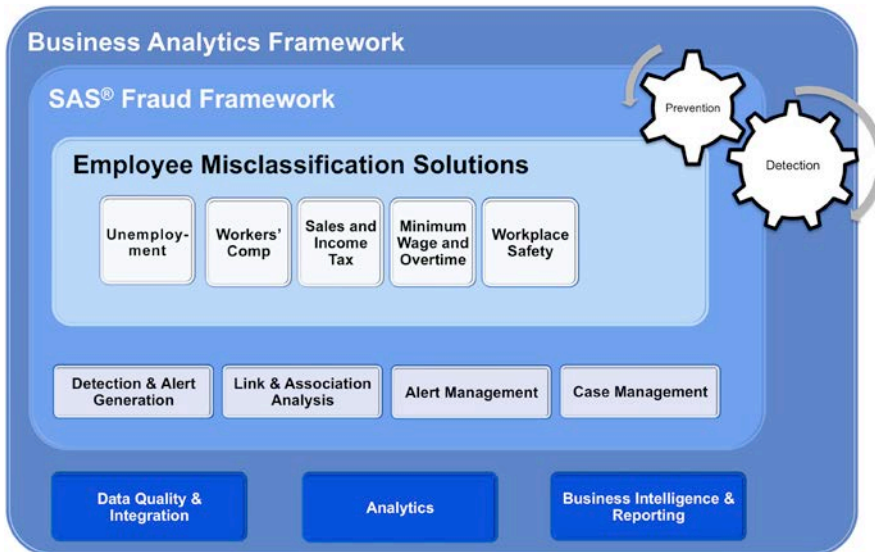 Business Analytics Framework
SAS® Fraud Framework
Prevention
Detection
Employee Misclassification Solutions
Unemploy-
ment
Workers'
Comp
Sales and
Income
Tax
Minimum
Wage and
Overtime
Workplace
Safety
Detection & Alert
Generation
Link & Association
Analysis
Alert Management
Case Management
Data Quality &
Integration
Analytics
Business Intelligence &
Reporting